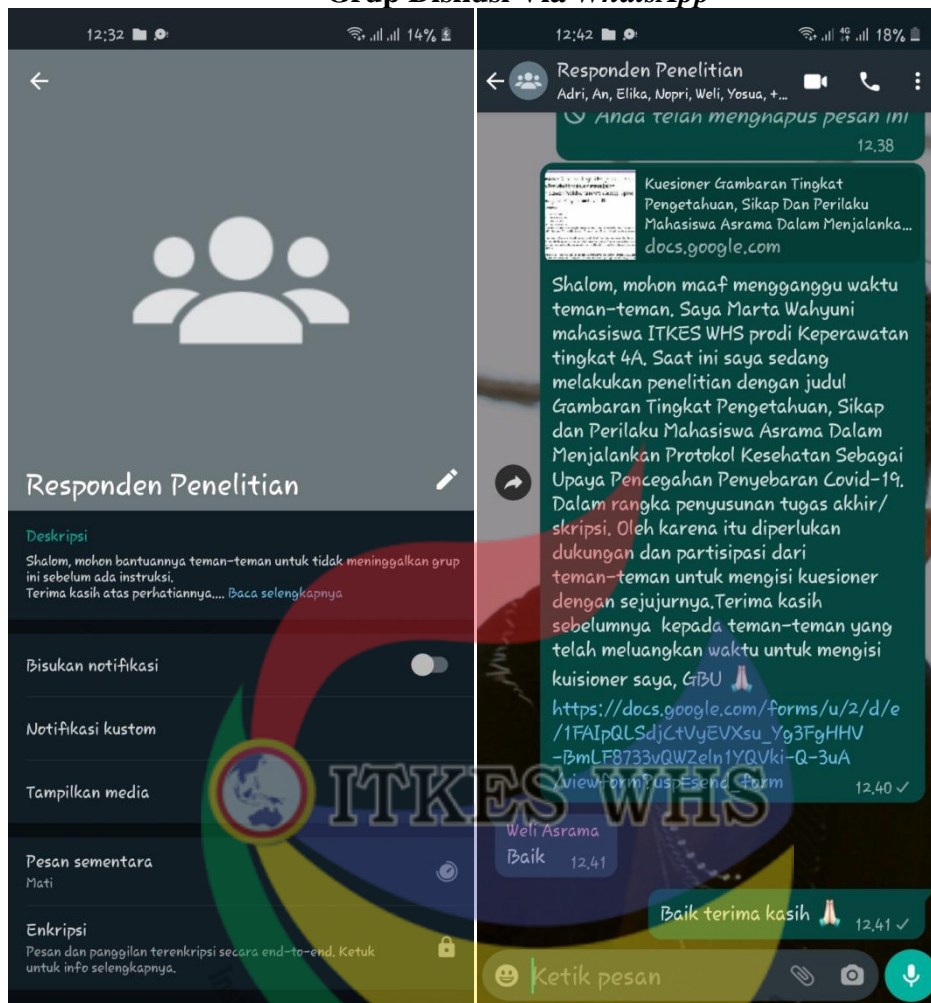 Grup Diskusi Via WhatsApp
12:32
14%
Responden Penelitian
Deskripsi
Shalom, mohon bantuannya teman-teman untuk tidak meninggalkan grup
ini sebelum ada instruksi.
Terima kasih atas perhatiannya.... Baca selengkapnya
Bisukan notifikasi
Notifikasi kustom
Tampilkan media
Pesan sementara
Mati
Enkripsi
Pesan dan panggilan terenkripsi secara end-to-end. Ketuk
untuk info selengkapnya.
12:42
18%
Responden Penelitian
Adri, An, Elika, Nopri, Weli, Yosua, +...
Anda telah menghapus pesan ini
12.38
Kuesioner Gambaran Tingkat
Pengetahuan, Sikap Dan Perilaku
Mahasiswa Asrama Dalam Menjalanka...
docs.google.com
Shalom, mohon maaf mengganggu waktu
teman-teman. Saya Marta Wahyuni
mahasiswa ITKES WHS prodi Keperawatan
tingkat 4A. Saat ini saya sedang
melakukan penelitian dengan judul
Gambaran Tingkat Pengetahuan, Sikap
dan Perilaku Mahasiswa Asrama Dalam
Menjalankan Protokol Kesehatan Sebagai
Upaya Pencegahan Penyebaran Covid-19.
Dalam rangka penyusunan tugas akhir/
skripsi. Oleh karena itu diperlukan
dukungan dan partisipasi dari
teman-teman untuk mengisi kuesioner
dengan sejujurnya.Terima kasih
sebelumnya kepada teman-teman yang
telah meluangkan waktu untuk mengisi
kuisioner saya, GBU 🙏🏻
https://docs.google.com/forms/u/2/d/e
/1FAIpQLSdjCtVyEVXsu_Yg3FgHHV
-BmLF8733vQWZeln1YQVki-Q-3uA
/viewform?usp=send_form
12.40
Weli Asrama
Baik 12.41
Baik terima kasih 🙏🏻 12.41
Ketik pesan
ITKES WHS